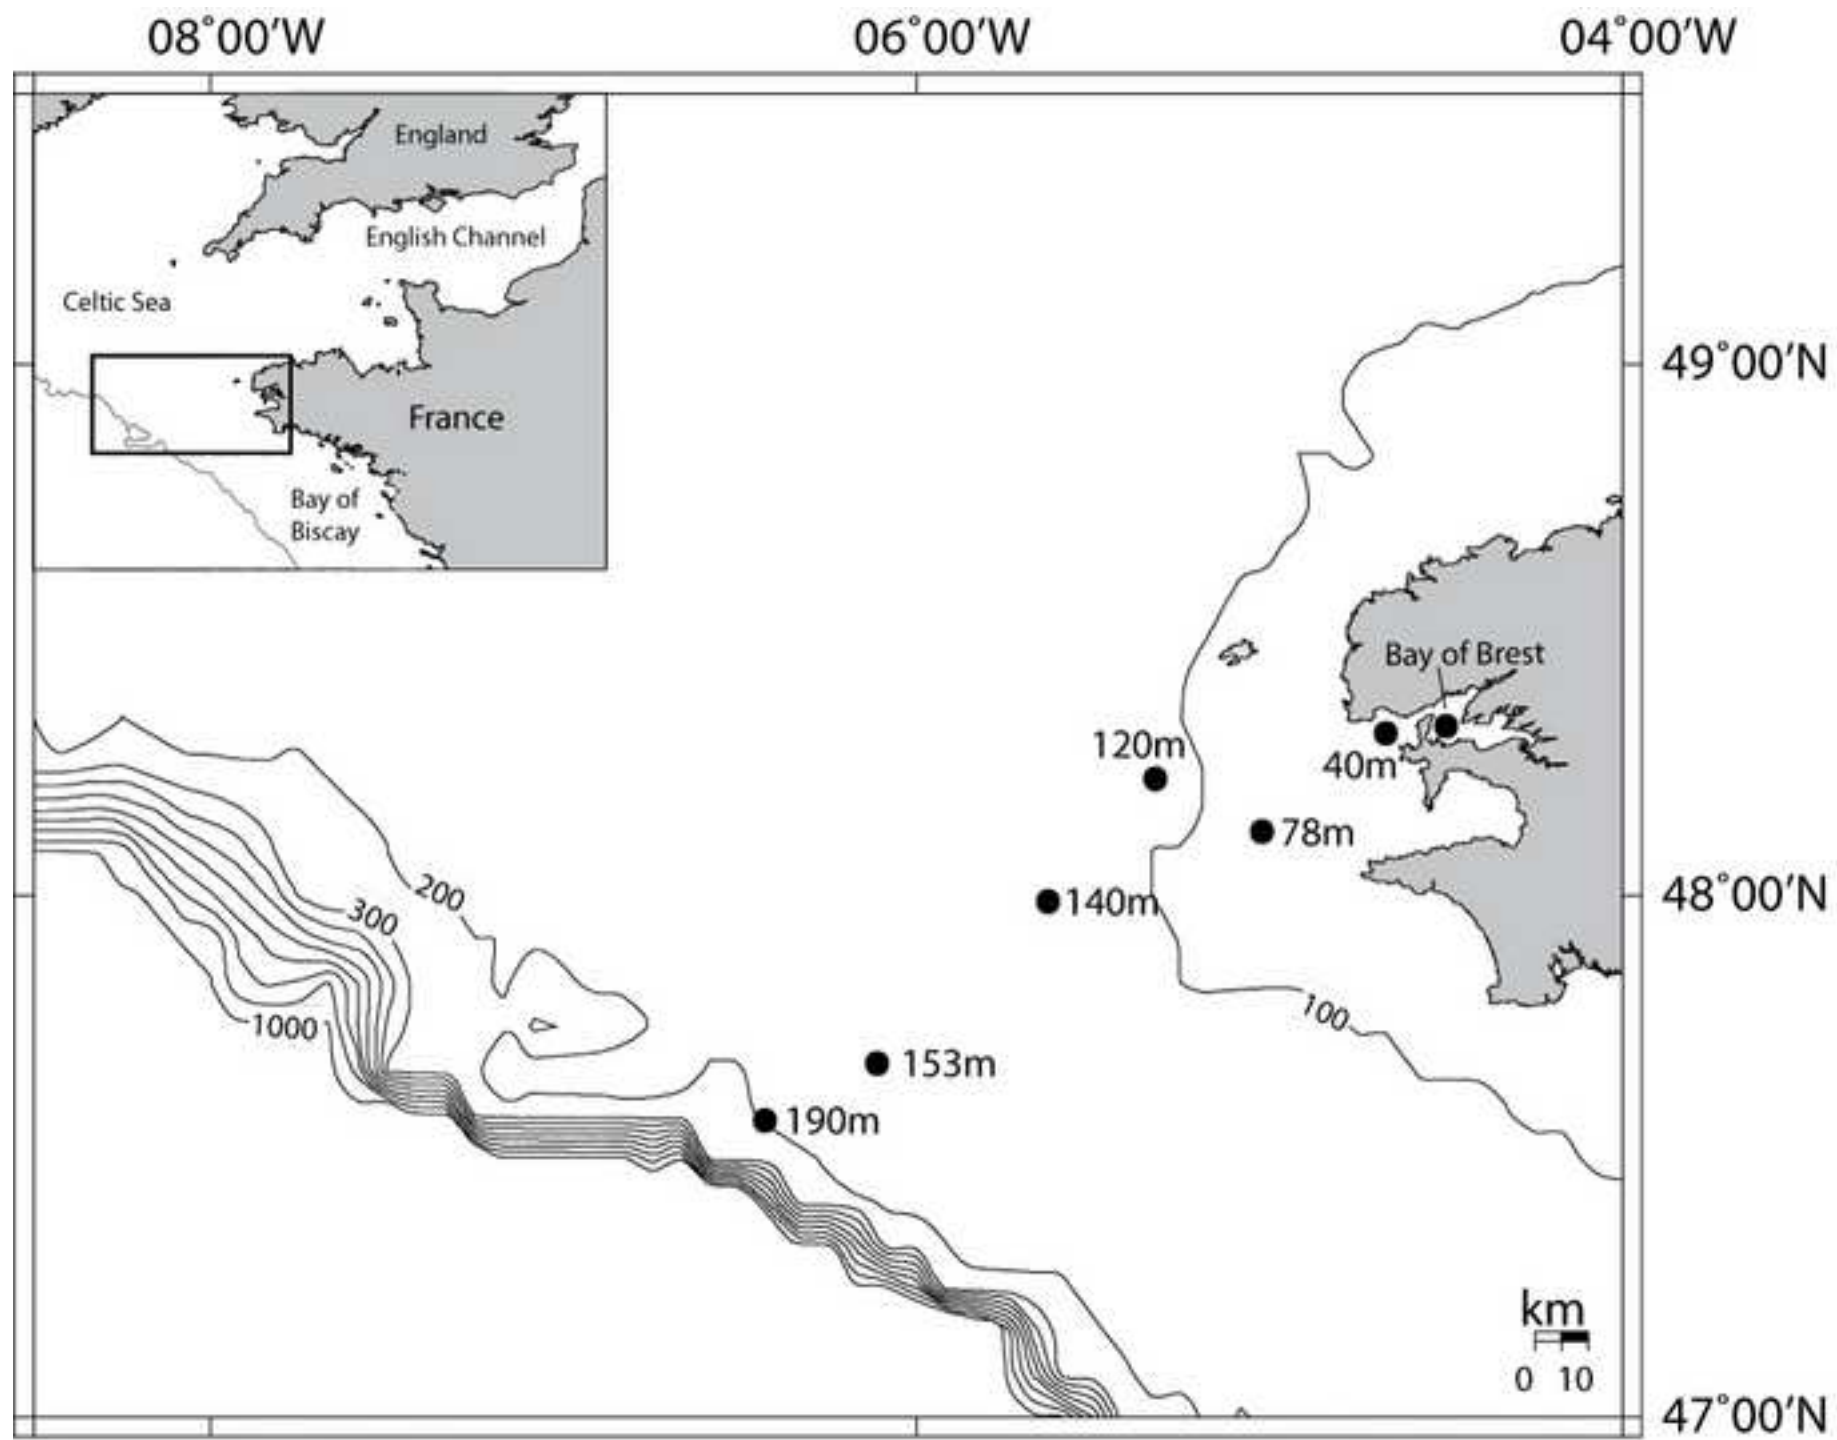 08°00'W
06°00'W
04°00'W
England
English Channel
Celtic Sea
49°00'N
France
Bay of
Biscay
Bay of Brest
120m
40m
78m
200
48°00'N
140m
300
100
1000
153m
190m
km
0 10
47°00'N